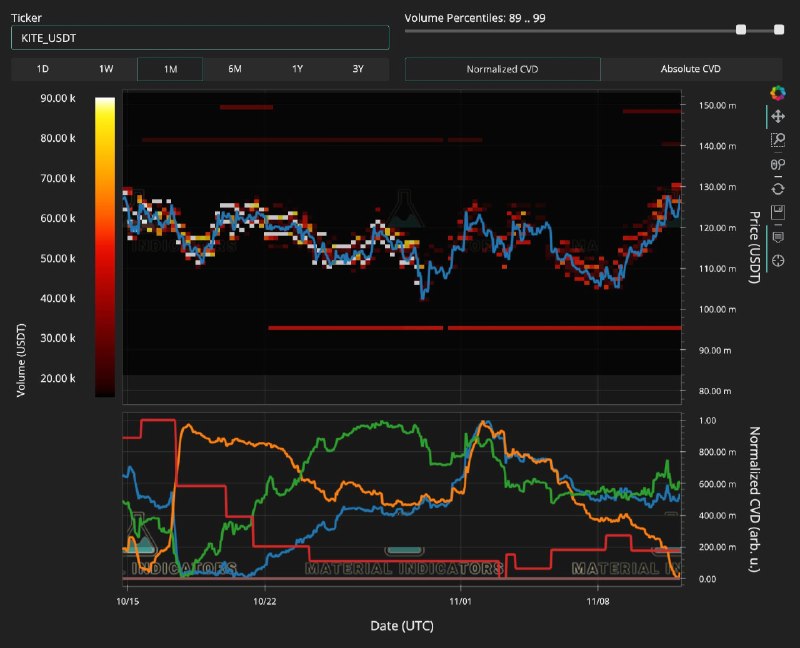 Ticker
KITE_USDT
Volume Percentiles: 89 .. 99
1D 1W 1M 6M 1Y 3Y
Normalized CVD Absolute CVD
90.00 k
80.00 k
70.00 k
60.00 k
50.00 k
40.00 k
30.00 k
20.00 k
Volume (USDT)
150.00 m
140.00 m
130.00 m
120.00 m
110.00 m
100.00 m
90.00 m
80.00 m
Price (USDT)
1.00
800.00 m
600.00 m
400.00 m
200.00 m
0.00
Normalized CVD (arb. u.)
INDICATORS MATERIAL INDICATORS MATERIAL IN
10/15 10/22 11/01 11/08
Date (UTC)